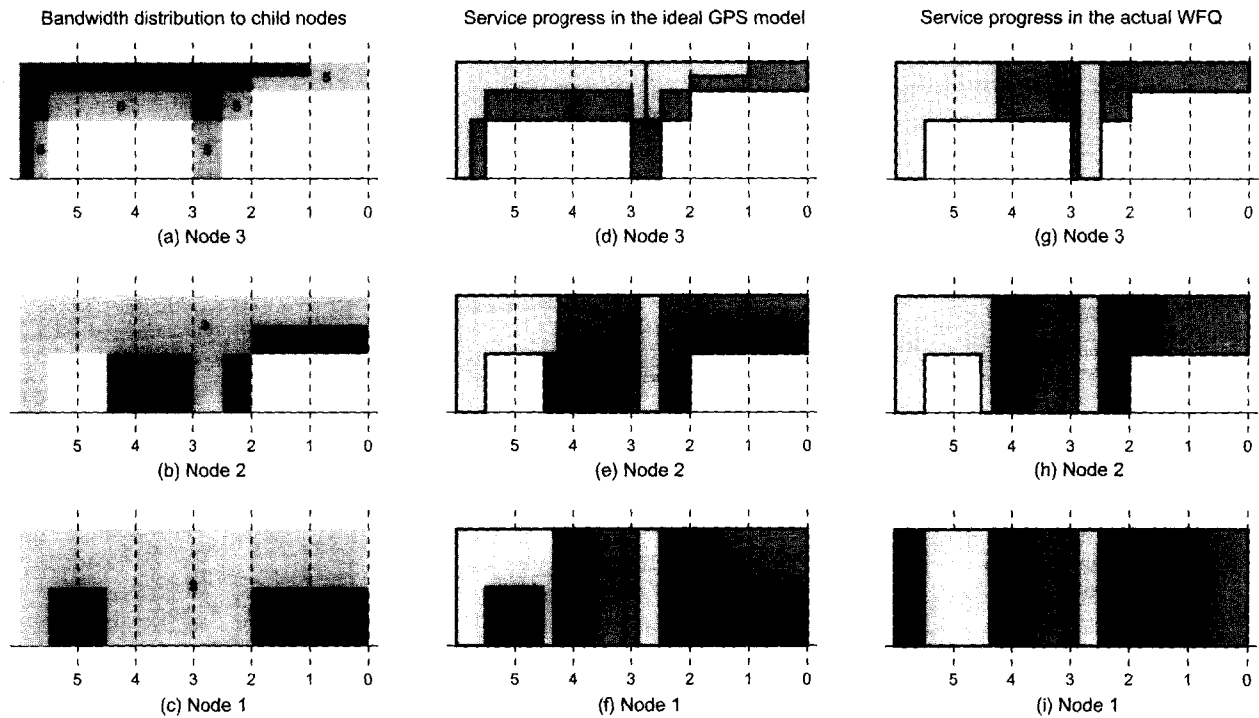 Bandwidth distribution to child nodes
Service progress in the ideal GPS model
Service progress in the actual WFQ
5 4 3 2 1 0
5 4 3 2 1 0
5 4 3 2 1 0
(a) Node 3
(d) Node 3
(g) Node 3
5 4 3 2 1 0
5 4 3 2 1 0
5 4 3 2 1 0
(b) Node 2
(e) Node 2
(h) Node 2
5 4 3 2 1 0
5 4 3 2 1 0
5 4 3 2 1 0
(c) Node 1
(f) Node 1
(i) Node 1